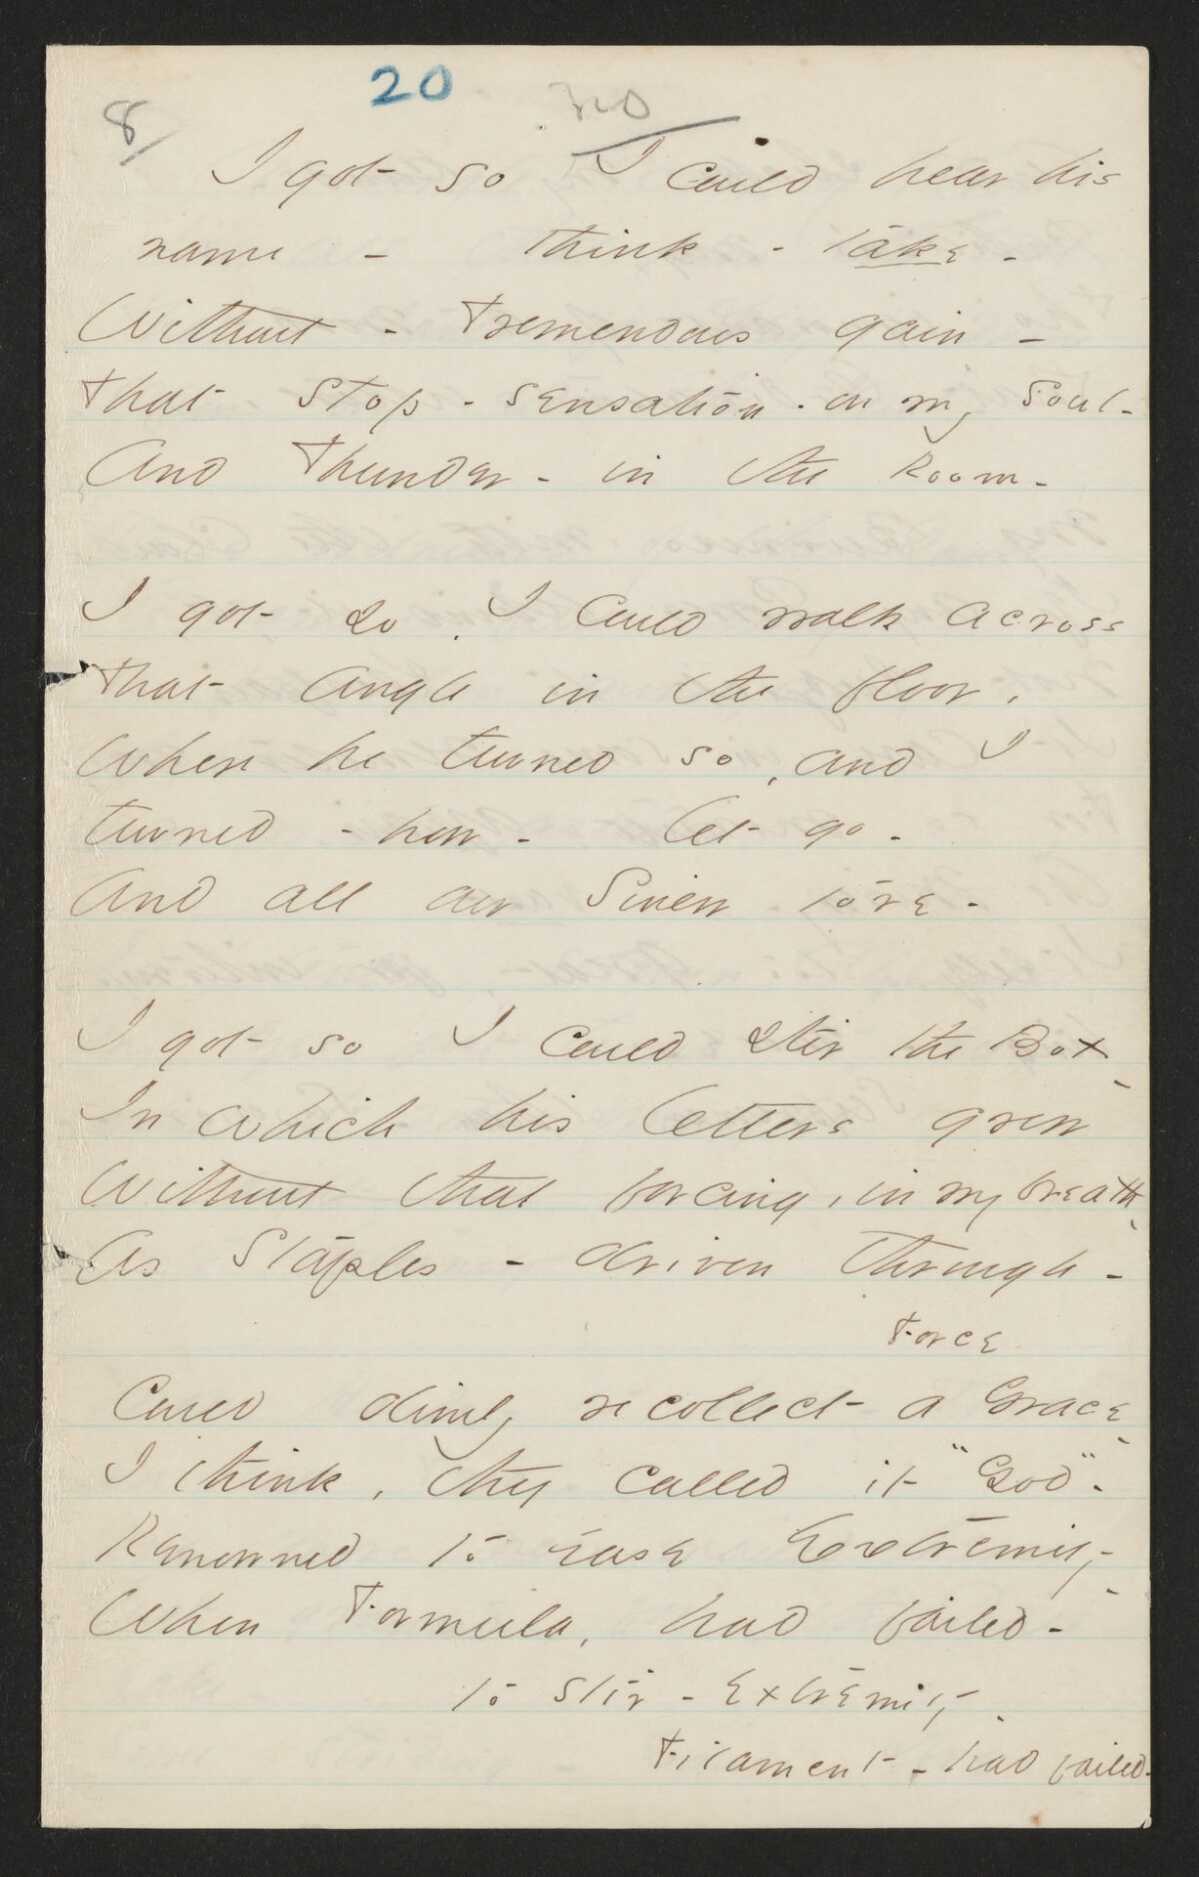 20
8/
I got so I could hear his
name - think - take -
Without - Tremendous gain -
That Stop-sensation - on my Soul -
And Thunder - in the Room -
I got so I could walk across
That Angle in the floor,
Where he turned so, and I
turned - how - let go -
And all our Sinew tore -
I got so I could stir the Box -
In which his letters grew
Without that forcing, in my breath -
As Staples - driven through -
Force
Could dimly recollect a Grace -
I think, they called it "God" -
Renowned to ease Extremity -
When Formula, had failed -
to stir - Extremity -
Filament - had failed -